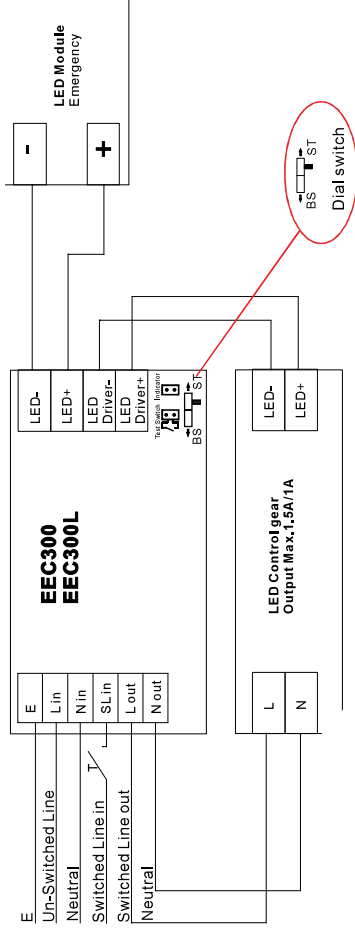 E
Un-Switched Line
Neutral
Switched Line in
Switched Line out
Neutral
E
L in
N in
SL in
L out
N out
EEC300
EEC300L
LED-
LED+
LED
Driver-
LED
Driver+
Test Switch Indicator
BS ST
LED Module
Emergency
-
+
L
N
LED Control gear
Output Max.1.5A/1A
LED-
LED+
BS ST
Dial switch